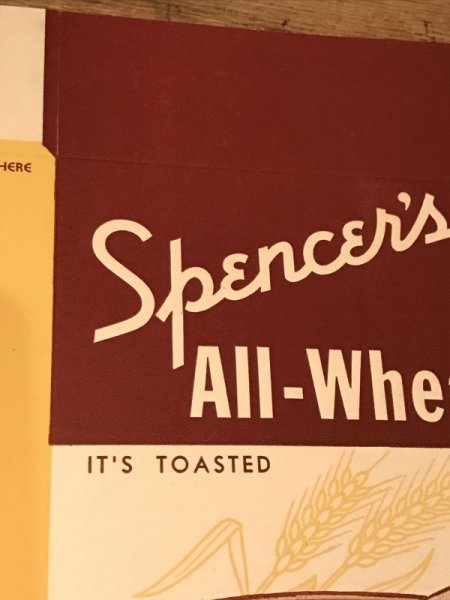 HERE
Spencer's
All-Whe
IT'S TOASTED